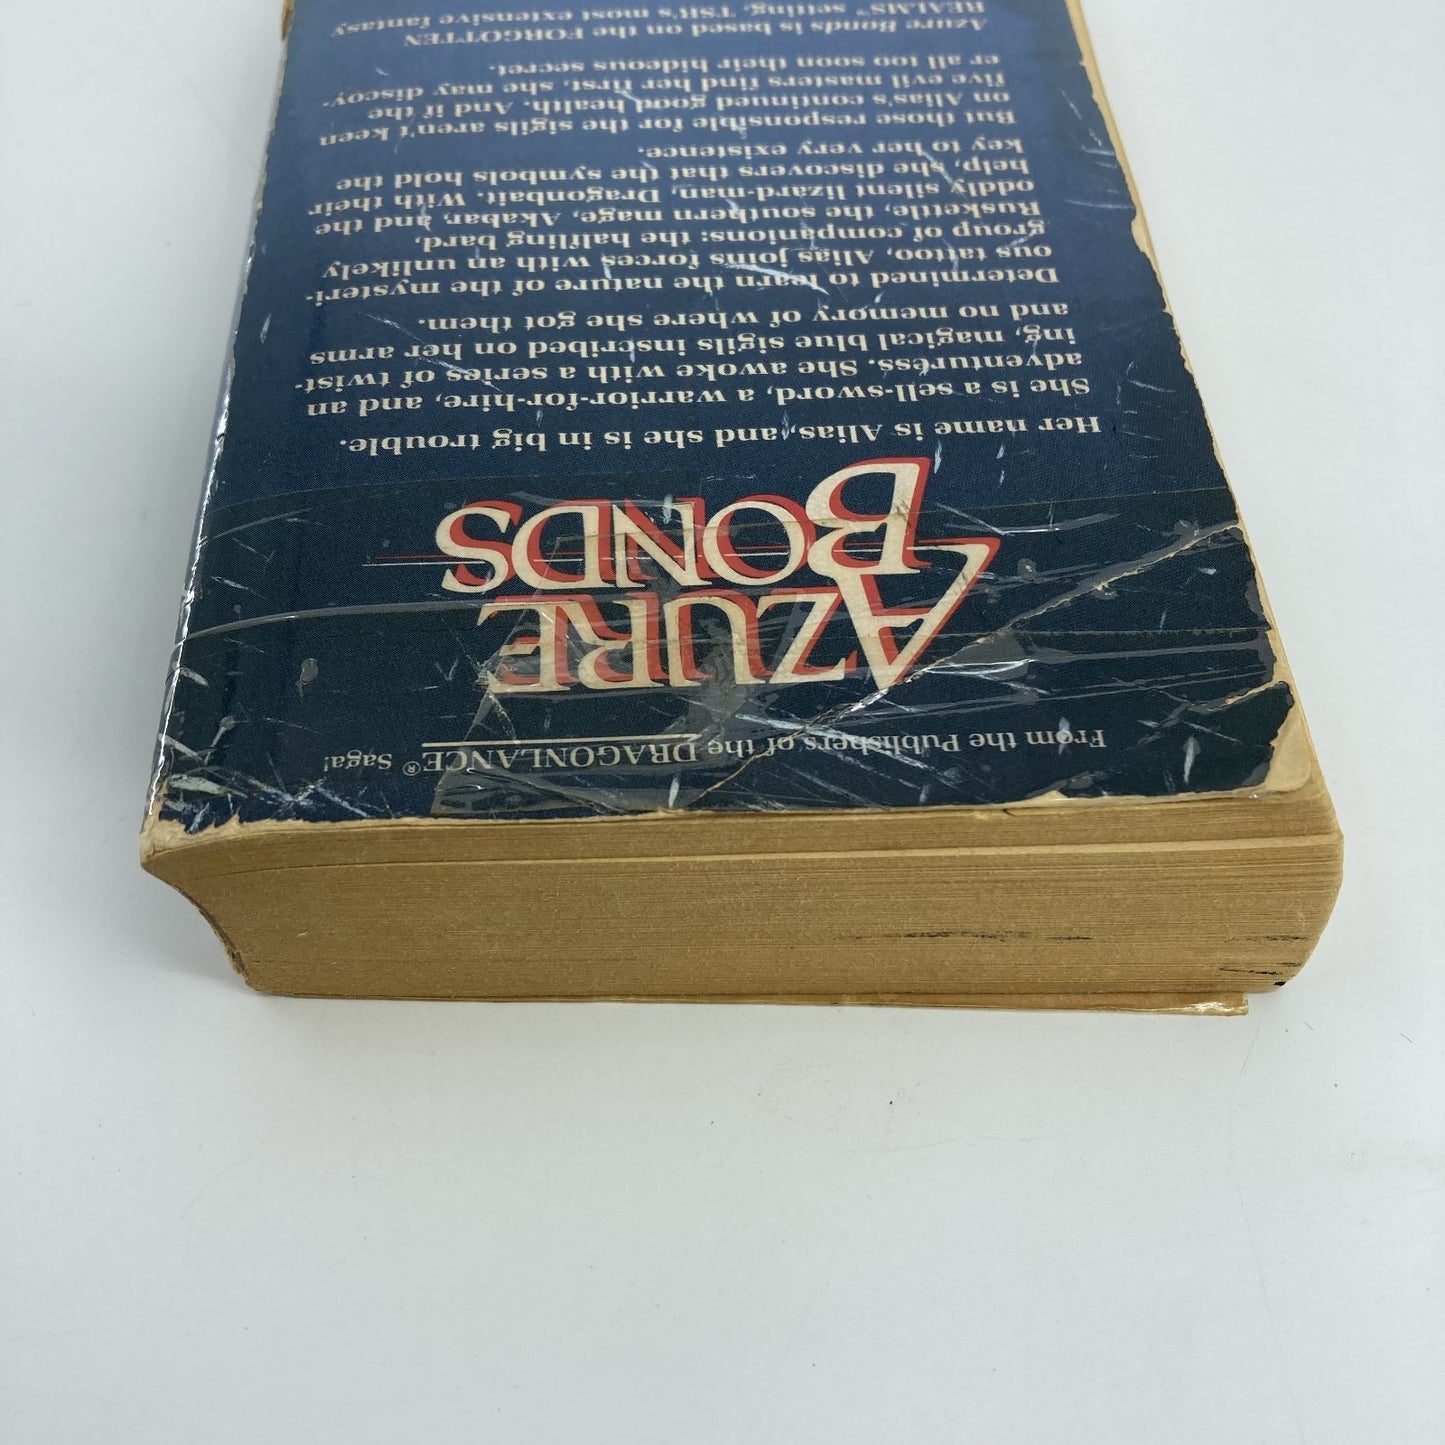 From the Publishers of the DRAGONLANCE® Saga!
AZURE
BONDS
Her name is Alias, and she is in big trouble.
She is a sell-sword, a warrior-for-hire, and an
adventuress. She awoke with a series of twist-
ing, magical blue sigils inscribed on her arms
and no memory of where she got them.
Determined to learn the nature of the mysteri-
ous tattoo, Alias joins forces with an unlikely
group of companions: the halfling bard,
Ruskettle, the southern mage, Akabar, and the
oddly silent lizard-man, Dragonbait. With their
help, she discovers that the symbols hold the
key to her very existence.
But those responsible for the sigils aren't keen
on Alias's continued good health. And if the
five evil masters find her first, she may discov-
er all too soon their hideous secret.
Azure Bonds is based on the FORGOTTEN
REALMS™ setting, TSR's most extensive fantasy